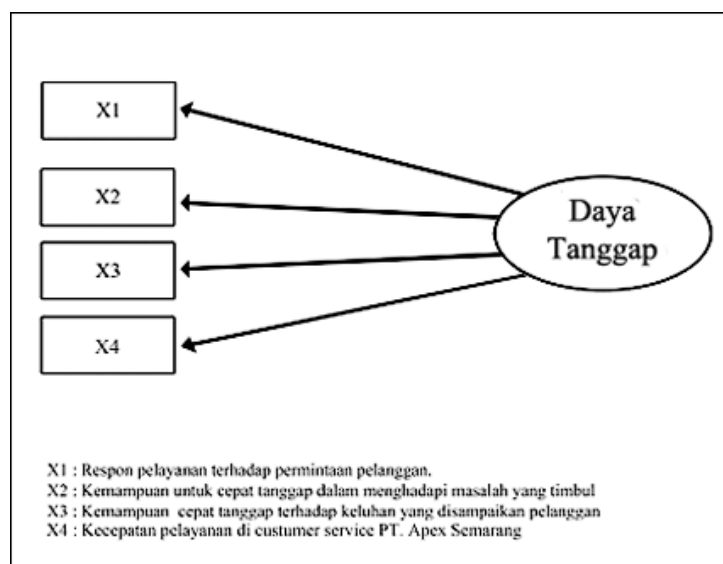 X1
X2
X3
X4
Daya
Tanggap
X1 : Respon pelayanan terhadap permintaan pelanggan.
X2 : Kemampuan untuk cepat tanggap dalam menghadapi masalah yang timbul
X3 : Kemampuan cepat tanggap terhadap keluhan yang disampaikan pelanggan
X4 : Kecepatan pelayanan di custumer service PT. Apex Semarang